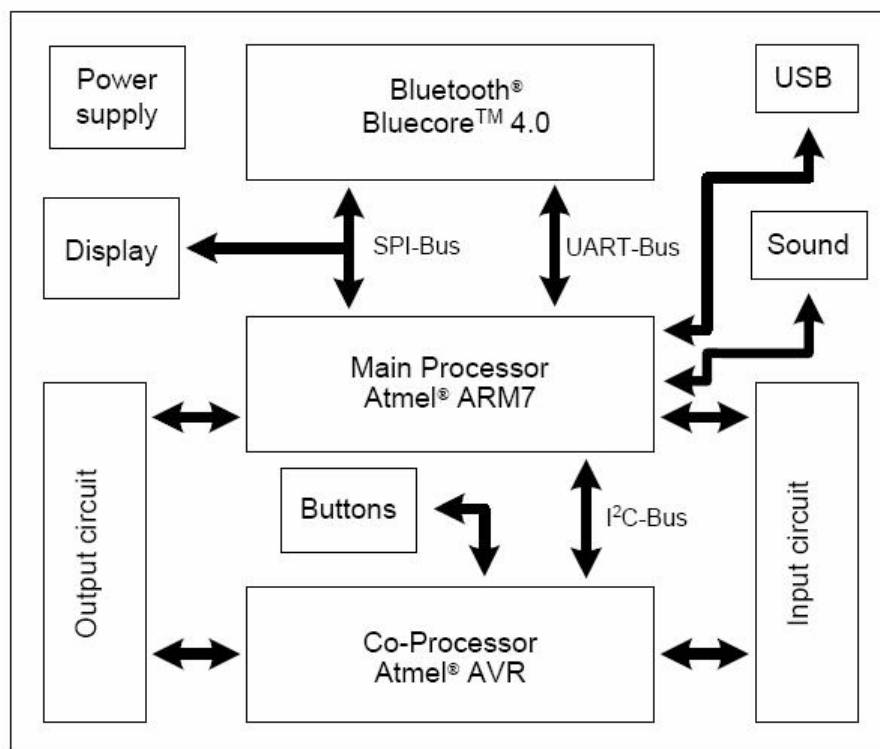 Power
supply
Bluetooth®
Bluecore™ 4.0
USB
Display
SPI-Bus
UART-Bus
Sound
Main Processor
Atmel® ARM7
Output circuit
Buttons
I²C-Bus
Input circuit
Co-Processor
Atmel® AVR